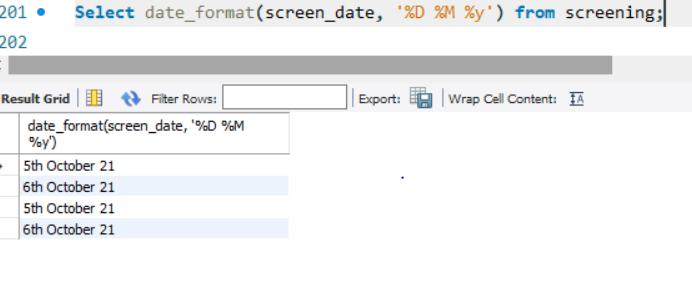 201 Select date_format(screen_date, '%D %M %y') from screening;
202
Result Grid Filter Rows: Export: Wrap Cell Content: IA
date_format(screen_date, '%D %M
%y')
5th October 21
6th October 21
5th October 21
6th October 21